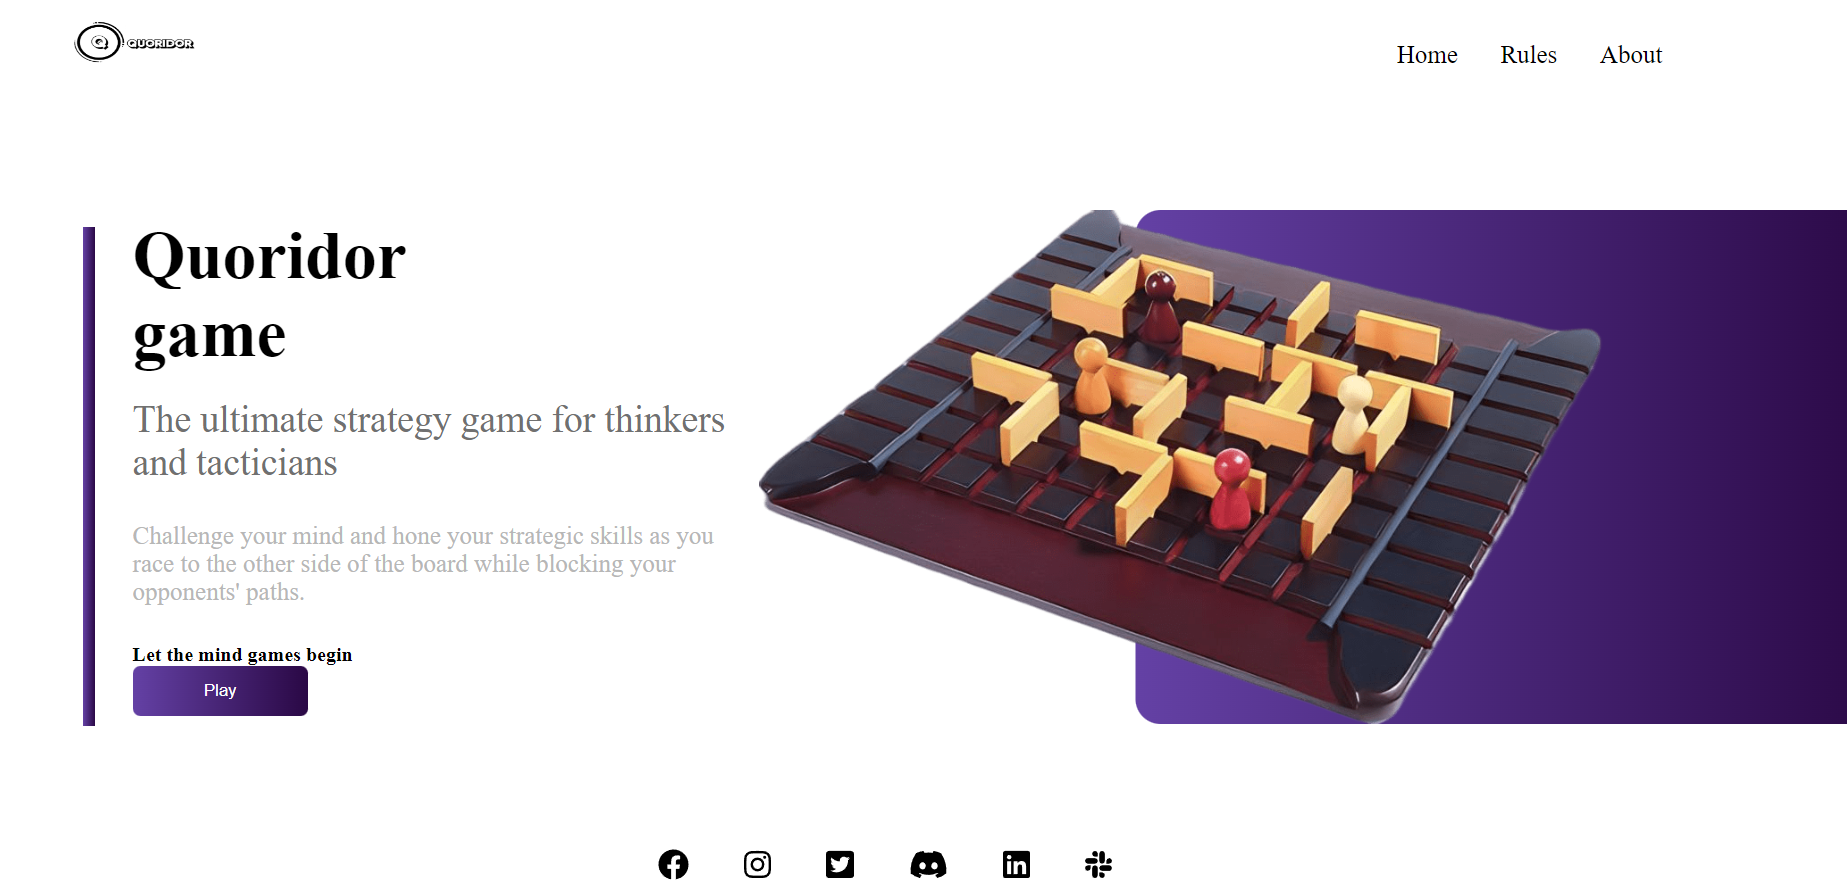 Q QUORIDOR
Home Rules About
Quoridor
game
The ultimate strategy game for thinkers
and tacticians
Challenge your mind and hone your strategic skills as you
race to the other side of the board while blocking your
opponents' paths.
Let the mind games begin
Play